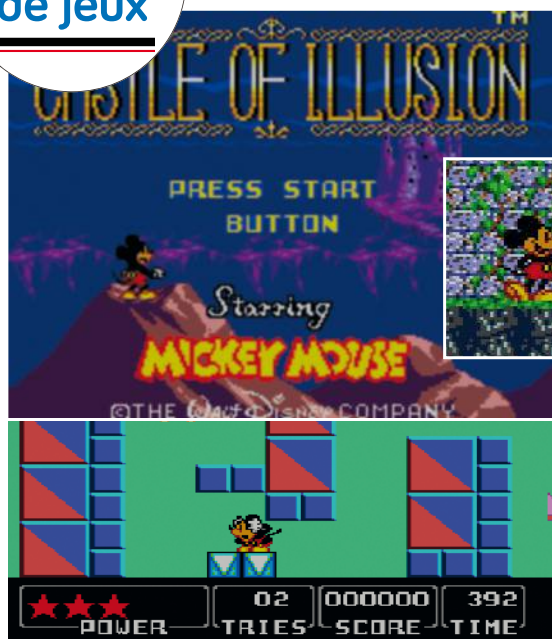 de jeux
TM
CASTLE OF ILLUSION
PRESS START
BUTTON
Starring
MICKEY MOUSE
©THE Walt Disney COMPANY
POWER
02
TRIES
000000
SCORE
392
TIME